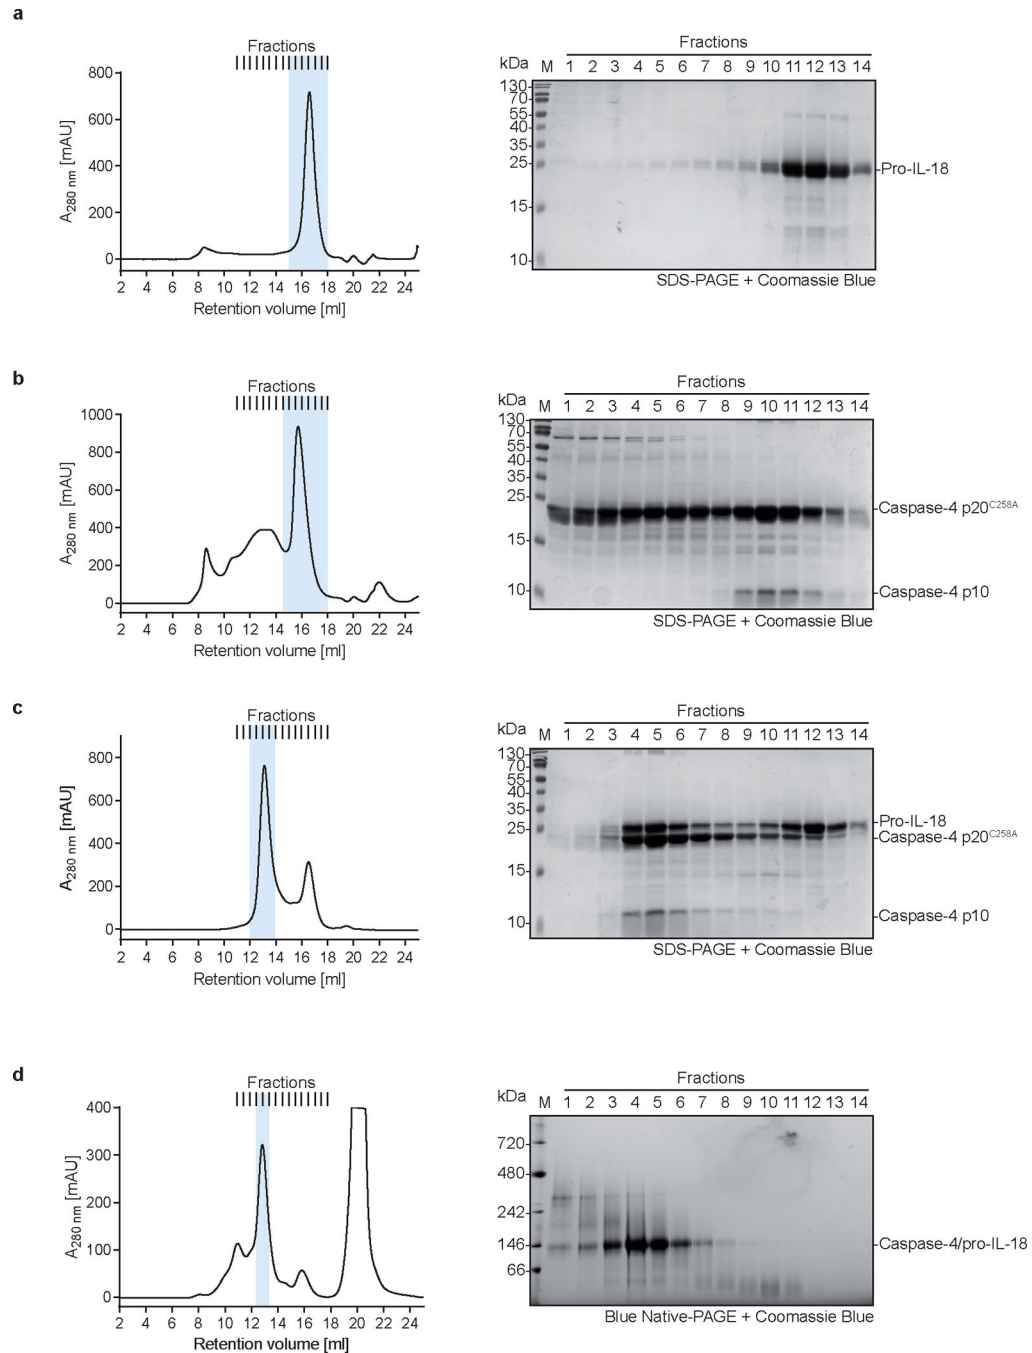 a
Fractions
800
600
400
200
0
A280 nm [mAU]
2 4 6 8 10 12 14 16 18 20 22 24
Retention volume [ml]
Fractions
kDa M 1 2 3 4 5 6 7 8 9 10 11 12 13 14
130
70
55
40
35
25
15
10
Pro-IL-18
SDS-PAGE + Coomassie Blue
b
Fractions
1000
800
600
400
200
0
A280 nm [mAU]
2 4 6 8 10 12 14 16 18 20 22 24
Retention volume [ml]
Fractions
kDa M 1 2 3 4 5 6 7 8 9 10 11 12 13 14
130
70
55
40
35
25
15
10
Caspase-4 p20C258A
Caspase-4 p10
SDS-PAGE + Coomassie Blue
c
Fractions
800
600
400
200
0
A280 nm [mAU]
2 4 6 8 10 12 14 16 18 20 22 24
Retention volume [ml]
Fractions
kDa M 1 2 3 4 5 6 7 8 9 10 11 12 13 14
130
70
55
40
35
25
15
10
Pro-IL-18
Caspase-4 p20C258A
Caspase-4 p10
SDS-PAGE + Coomassie Blue
d
Fractions
400
300
200
100
0
A280 nm [mAU]
2 4 6 8 10 12 14 16 18 20 22 24
Retention volume [ml]
Fractions
kDa M 1 2 3 4 5 6 7 8 9 10 11 12 13 14
720
480
242
146
66
Caspase-4/pro-IL-18
Blue Native-PAGE + Coomassie Blue